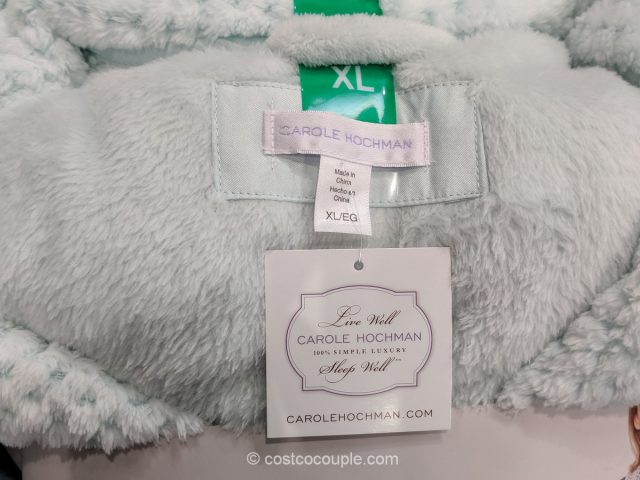 XL
CAROLE HOCHMAN
Made in
China
Hecho en
China
XL/EG
Live Well
CAROLE HOCHMAN
100% SIMPLE LUXURY
Sleep Well™
CAROLEHOCHMAN.COM
© costcocouple.com